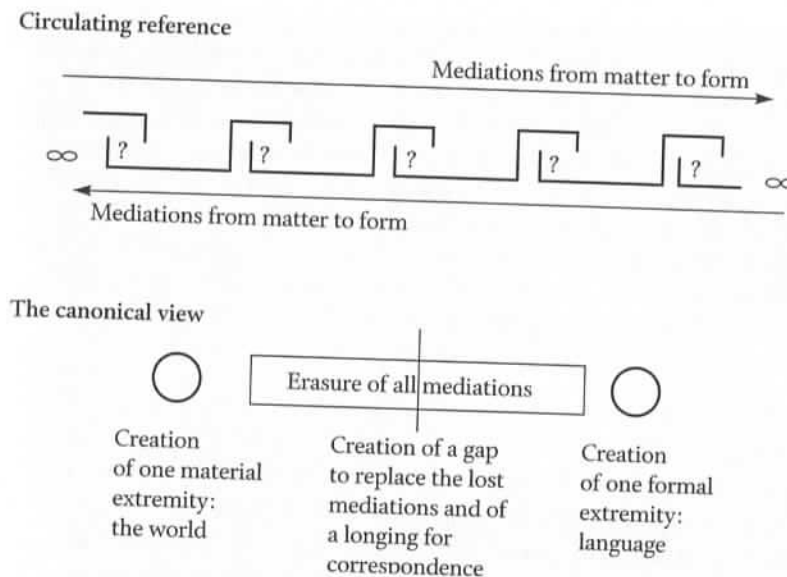 Circulating reference
Mediations from matter to form
∞ ? ? ? ? ? ∞
Mediations from matter to form
The canonical view
Erasure of all mediations
Creation
of one material
extremity:
the world
Creation of a gap
to replace the lost
mediations and of
a longing for
correspondence
Creation
of one formal
extremity:
language